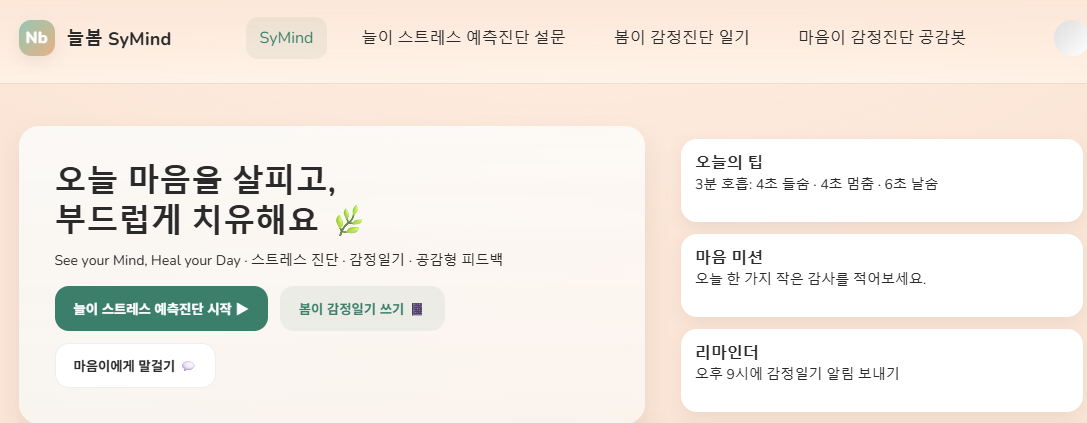 Nb 늘봄 SyMind
SyMind
늘이 스트레스 예측진단 설문
봄이 감정진단 일기
마음이 감정진단 공감봇
오늘 마음을 살피고,
부드럽게 치유해요 🌿
See your Mind, Heal your Day · 스트레스 진단 · 감정일기 · 공감형 피드백
늘이 스트레스 예측진단 시작 ▶
봄이 감정일기 쓰기
마음이에게 말걸기 💬
오늘의 팁
3분 호흡: 4초 들숨 · 4초 멈춤 · 6초 날숨
마음 미션
오늘 한 가지 작은 감사를 적어보세요.
리마인더
오후 9시에 감정일기 알림 보내기